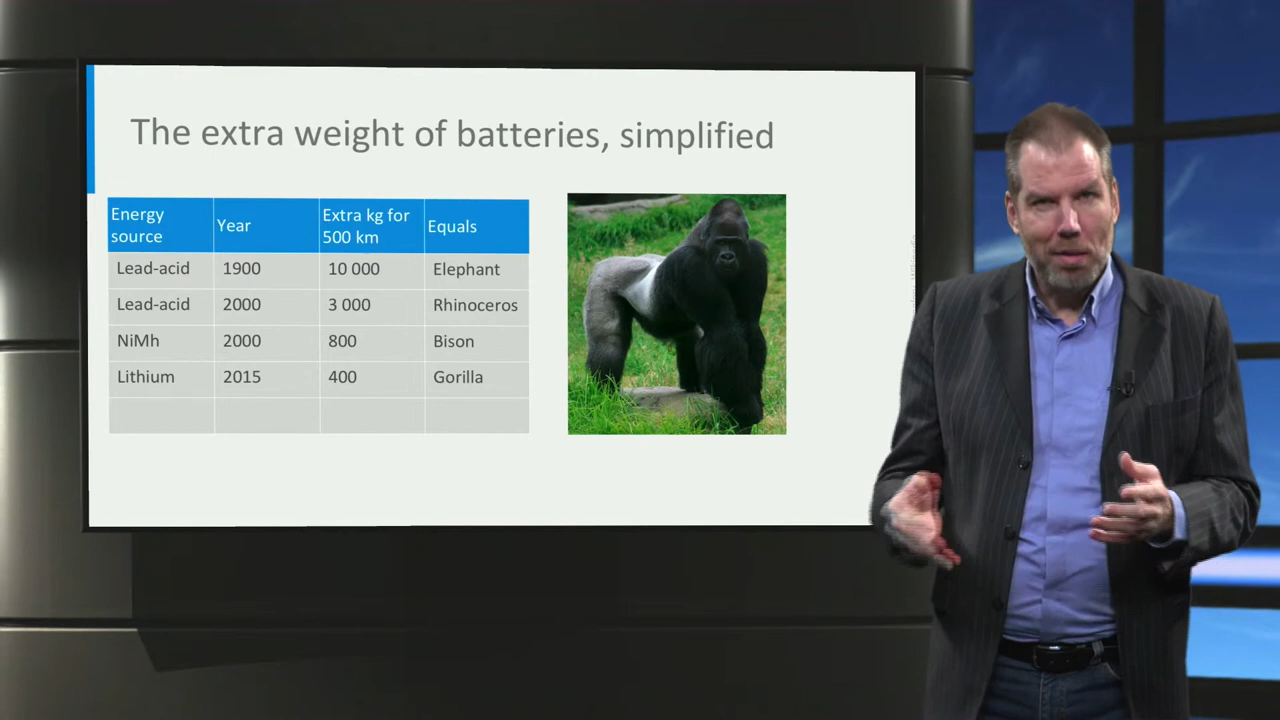 The extra weight of batteries, simplified
Energy source Year Extra kg for 500 km Equals
Lead-acid 1900 10 000 Elephant
Lead-acid 2000 3 000 Rhinoceros
NiMh 2000 800 Bison
Lithium 2015 400 Gorilla